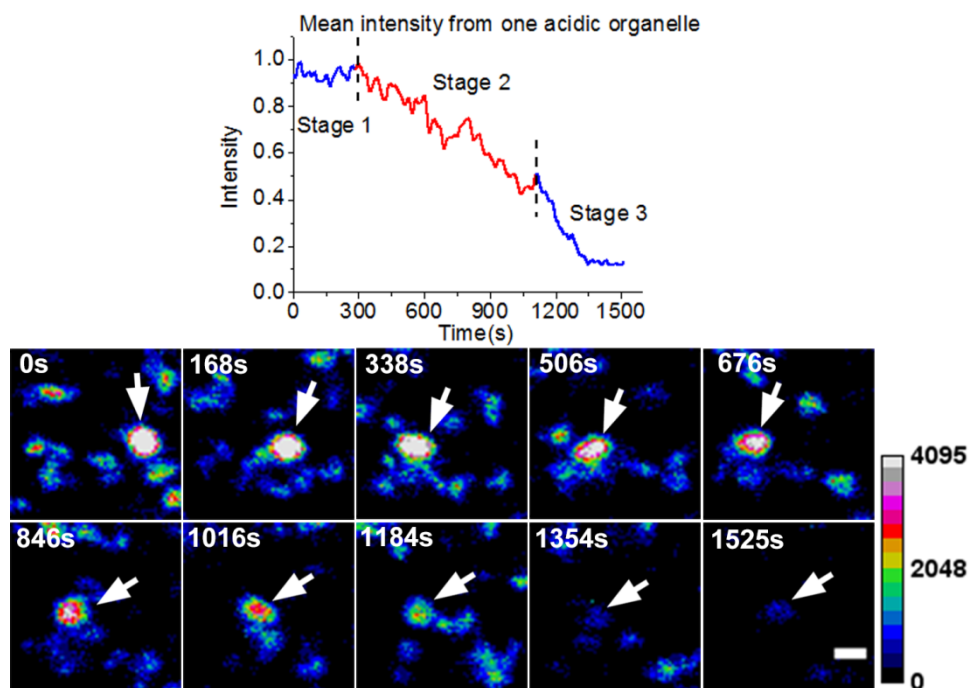 Mean intensity from one acidic organelle
1.0
0.8
0.6
0.4
0.2
0.0
Intensity
Stage 1
Stage 2
Stage 3
0 300 600 900 1200 1500
Time(s)
0s 168s 338s 506s 676s
846s 1016s 1184s 1354s 1525s
4095
2048
0